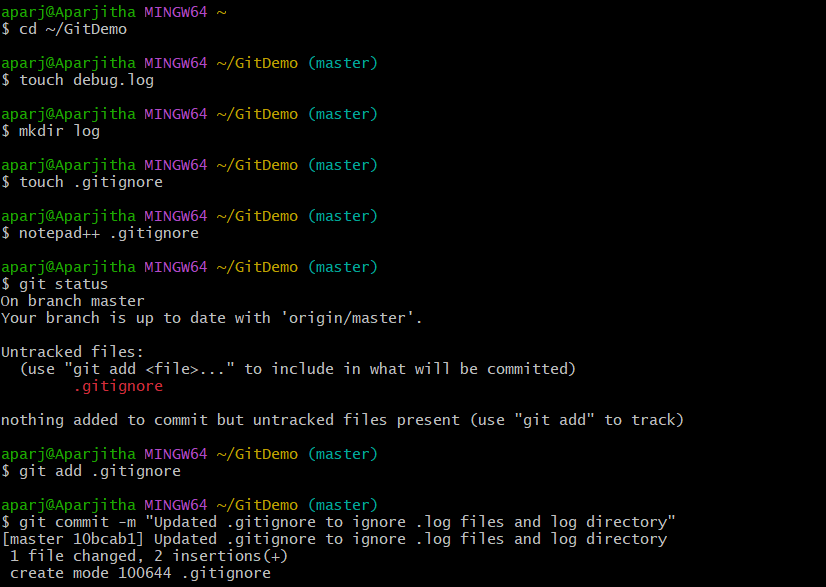 aparj@Aparjitha MINGW64 ~
$ cd ~/GitDemo
aparj@Aparjitha MINGW64 ~/GitDemo (master)
$ touch debug.log
aparj@Aparjitha MINGW64 ~/GitDemo (master)
$ mkdir log
aparj@Aparjitha MINGW64 ~/GitDemo (master)
$ touch .gitignore
aparj@Aparjitha MINGW64 ~/GitDemo (master)
$ notepad++ .gitignore
aparj@Aparjitha MINGW64 ~/GitDemo (master)
$ git status
On branch master
Your branch is up to date with 'origin/master'.
Untracked files:
  (use "git add <file>..." to include in what will be committed)
        .gitignore
nothing added to commit but untracked files present (use "git add" to track)
aparj@Aparjitha MINGW64 ~/GitDemo (master)
$ git add .gitignore
aparj@Aparjitha MINGW64 ~/GitDemo (master)
$ git commit -m "Updated .gitignore to ignore .log files and log directory"
[master 10bcab1] Updated .gitignore to ignore .log files and log directory
 1 file changed, 2 insertions(+)
 create mode 100644 .gitignore